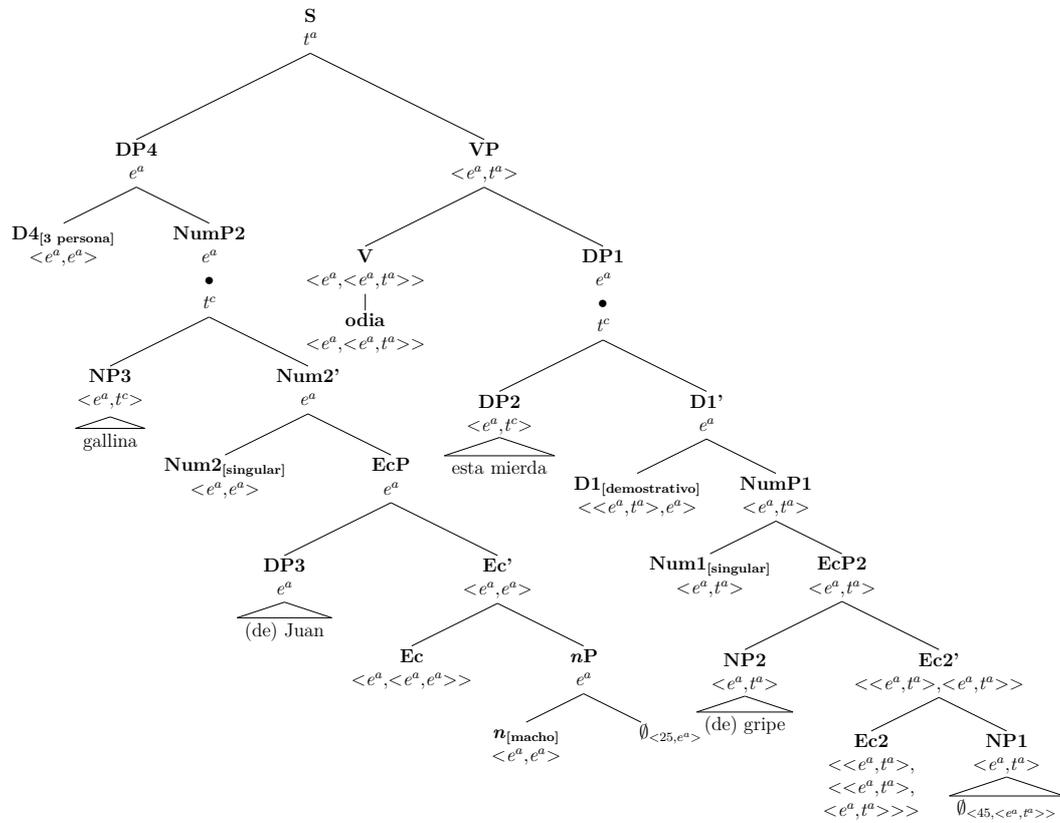 S
t^a
DP4
e^a
VP
<e^a,t^a>
D4[3 persona]
<e^a,e^a>
NumP2
e^a
•
t^c
V
<e^a,<e^a,t^a>>
odia
<e^a,<e^a,t^a>>
DP1
e^a
•
t^c
NP3
<e^a,t^c>
gallina
Num2’
e^a
DP2
<e^a,t^c>
esta mierda
D1’
e^a
Num2[singular]
<e^a,e^a>
EcP
e^a
D1[demostrativo]
<<e^a,t^a>,e^a>
NumP1
<e^a,t^a>
DP3
e^a
(de) Juan
Ec’
<e^a,e^a>
Num1[singular]
<e^a,t^a>
EcP2
<e^a,t^a>
Ec
<e^a,<e^a,e^a>>
nP
e^a
NP2
<e^a,t^a>
(de) gripe
Ec2’
<<e^a,t^a>,<e^a,t^a>>
n[macho]
<e^a,e^a>
∅<25,e^a>
Ec2
<<e^a,t^a>,
<<e^a,t^a>,
<e^a,t^a>>>
NP1
<e^a,t^a>
∅<45,<e^a,t^a>>